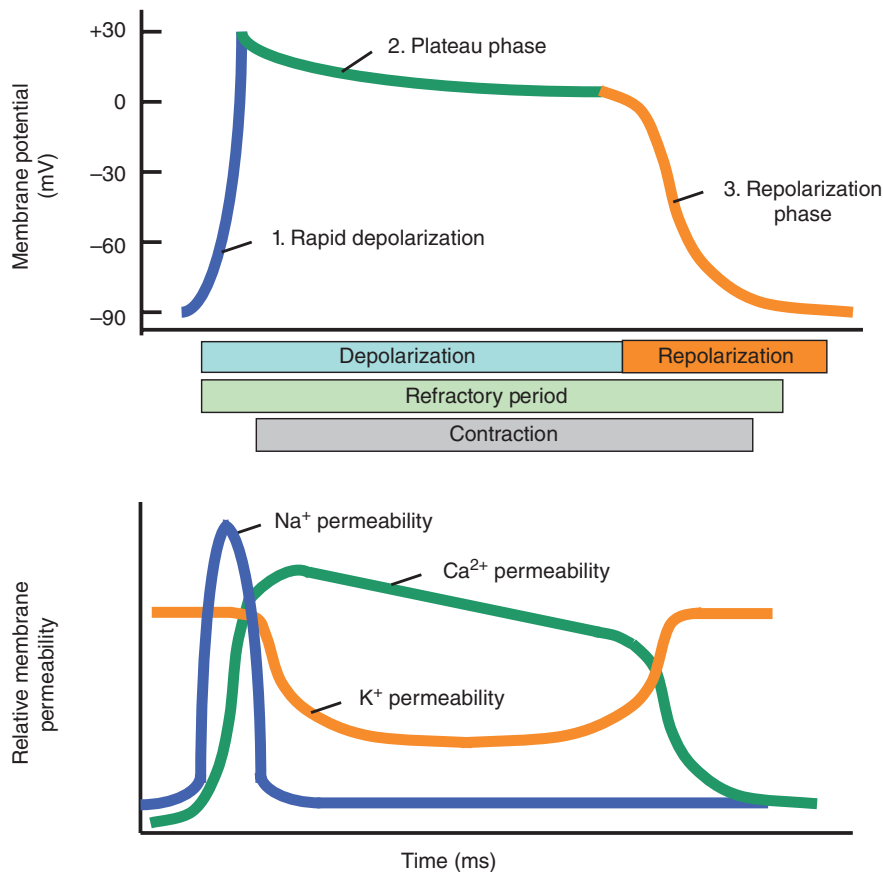 Membrane potential
(mV)
+30
0
–30
–60
–90
2. Plateau phase
1. Rapid depolarization
3. Repolarization
phase
Depolarization
Repolarization
Refractory period
Contraction
Relative membrane
permeability
Na⁺ permeability
Ca²⁺ permeability
K⁺ permeability
Time (ms)